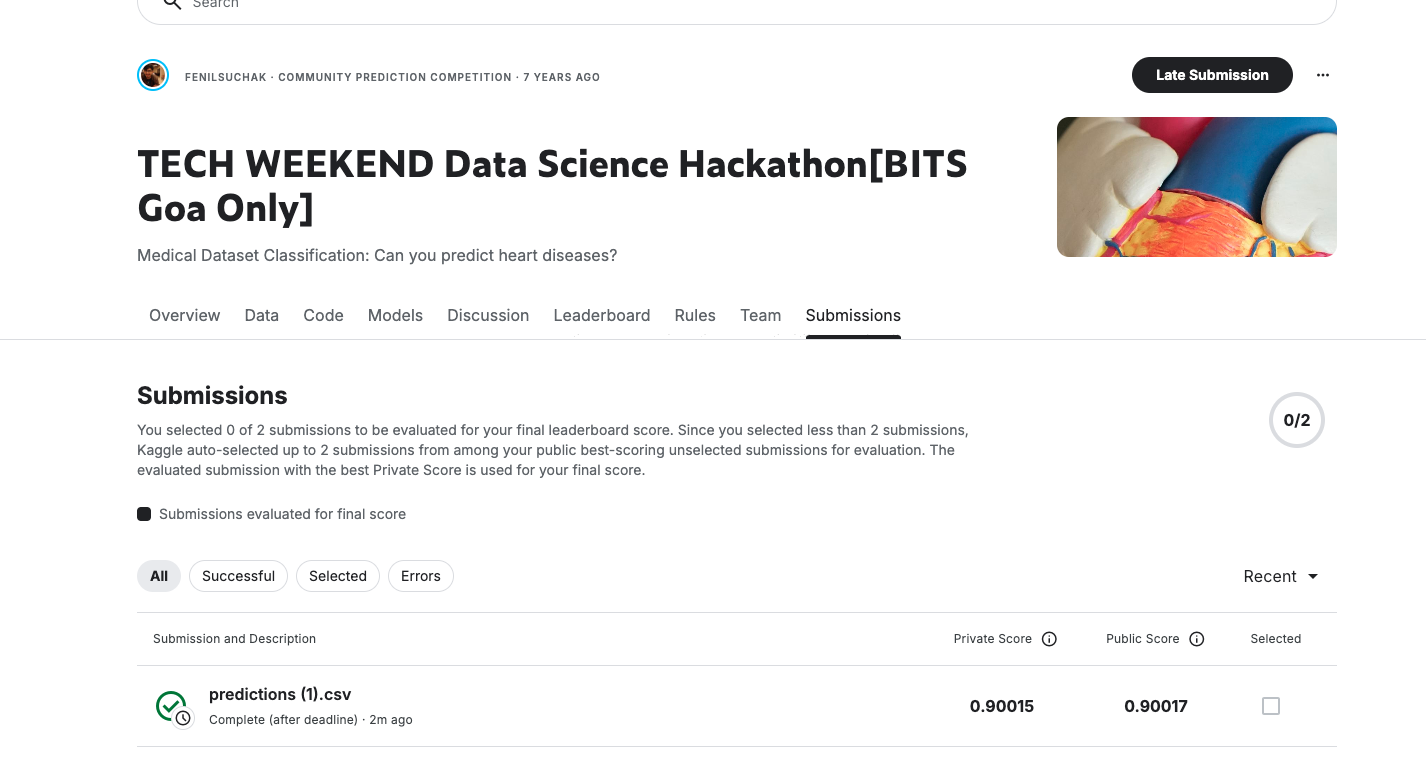 Search
FENILSUCHAK · COMMUNITY PREDICTION COMPETITION · 7 YEARS AGO
Late Submission
TECH WEEKEND Data Science Hackathon[BITS
Goa Only]
Medical Dataset Classification: Can you predict heart diseases?
Overview Data Code Models Discussion Leaderboard Rules Team Submissions
Submissions
0/2
You selected 0 of 2 submissions to be evaluated for your final leaderboard score. Since you selected less than 2 submissions,
Kaggle auto-selected up to 2 submissions from among your public best-scoring unselected submissions for evaluation. The
evaluated submission with the best Private Score is used for your final score.
Submissions evaluated for final score
All Successful Selected Errors Recent
Submission and Description Private Score Public Score Selected
predictions (1).csv
0.90015 0.90017
Complete (after deadline) · 2m ago